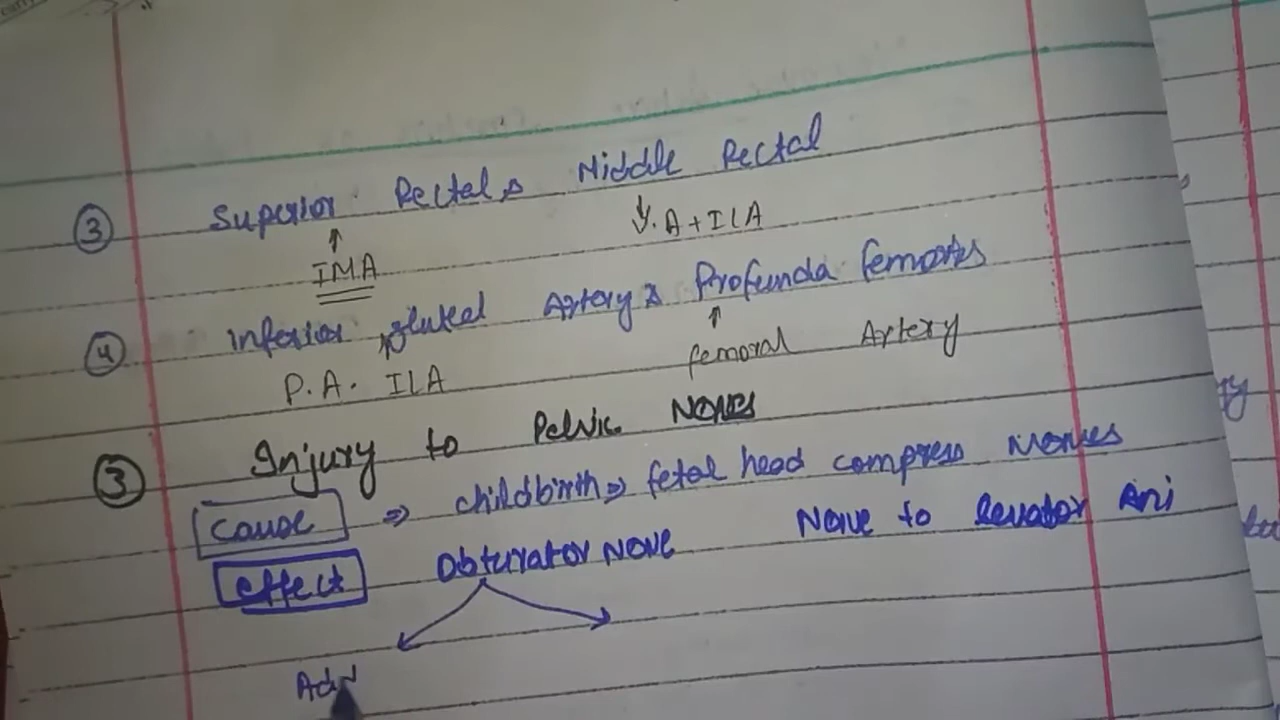 ③ Superior Rectal & Middle Rectal
↑ ↓
IMA I.A + ILA
④ Inferior gluteal Artery & Profunda femoris
↑ ↑
P.A. ILA femoral Artery
③ Injury to Pelvic Nerves
Cause ⇒ childbirth ⇒ fetal head compress Nerves
effect Obturator Nerve Nerve to levator Ani
Add